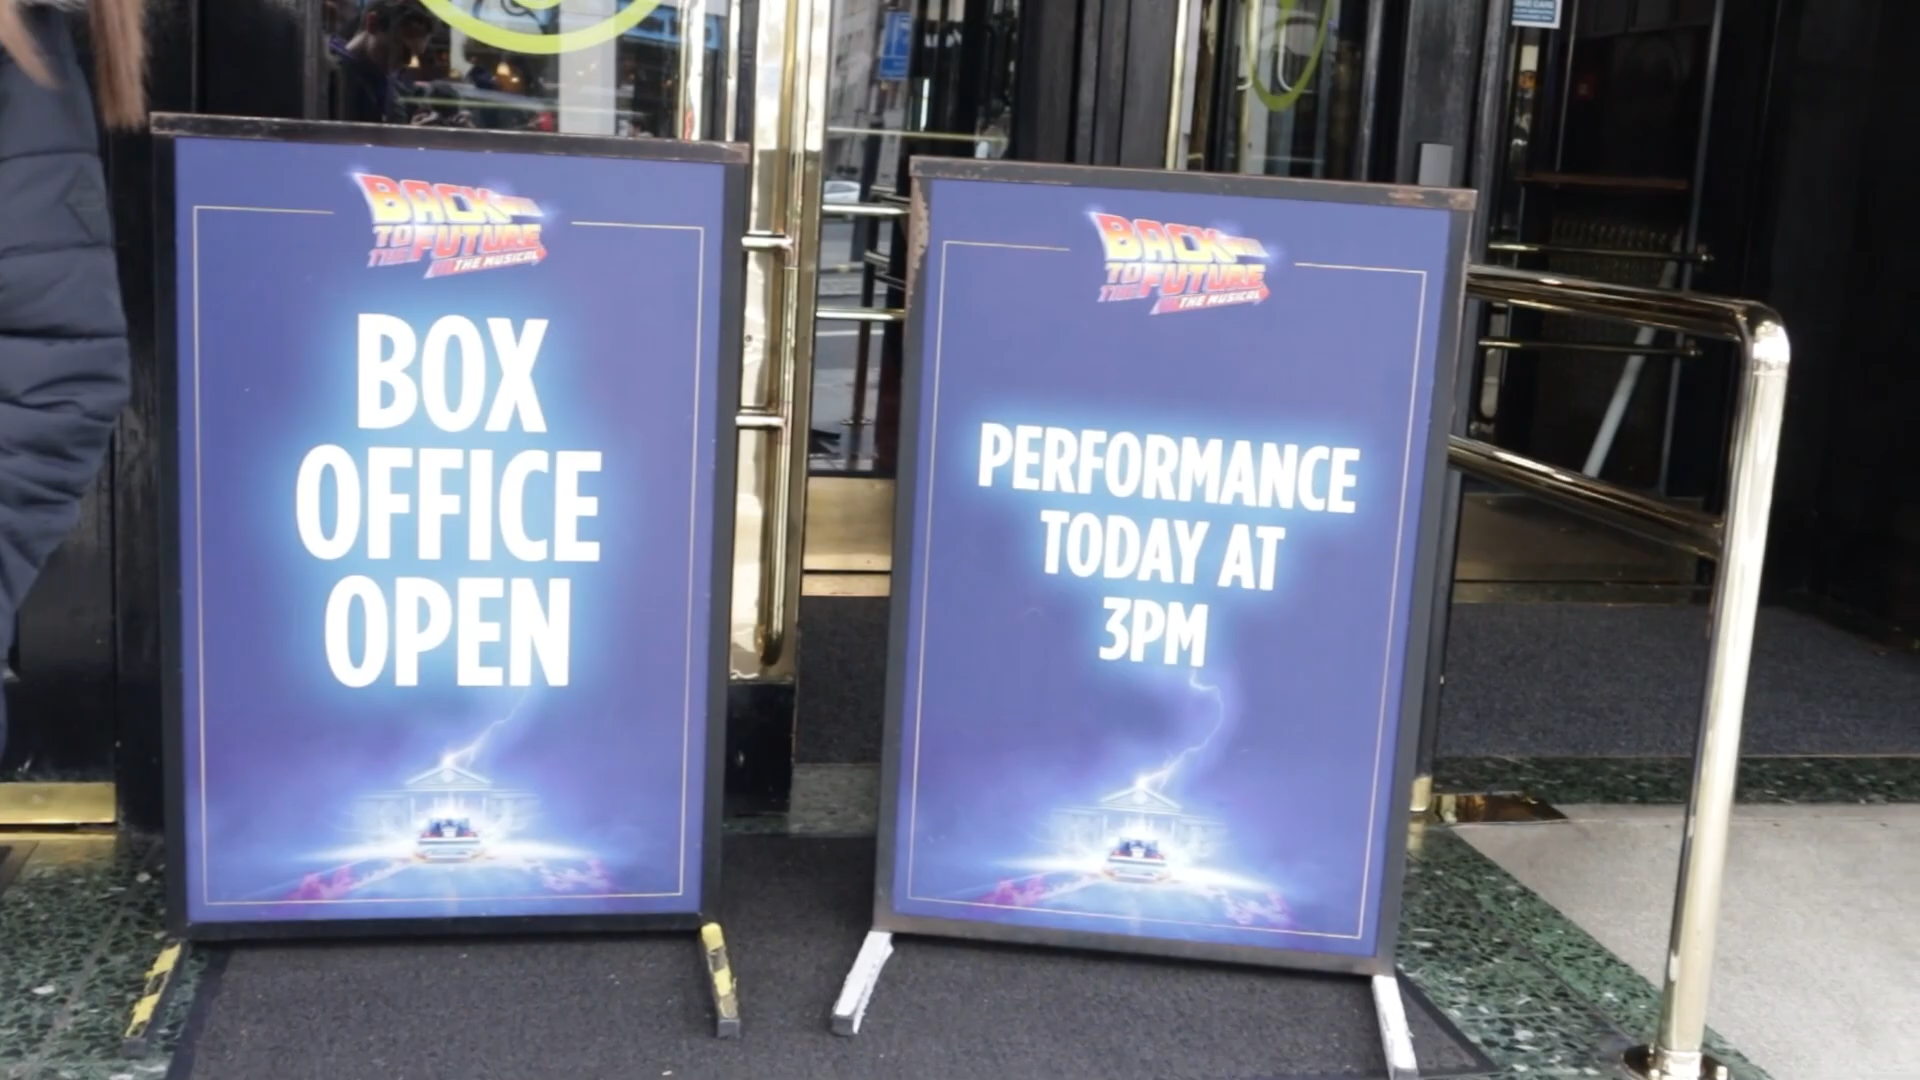 BACK
TO THE FUTURE
THE MUSICAL
BOX
OFFICE
OPEN
BACK
TO THE FUTURE
THE MUSICAL
PERFORMANCE
TODAY AT
3PM